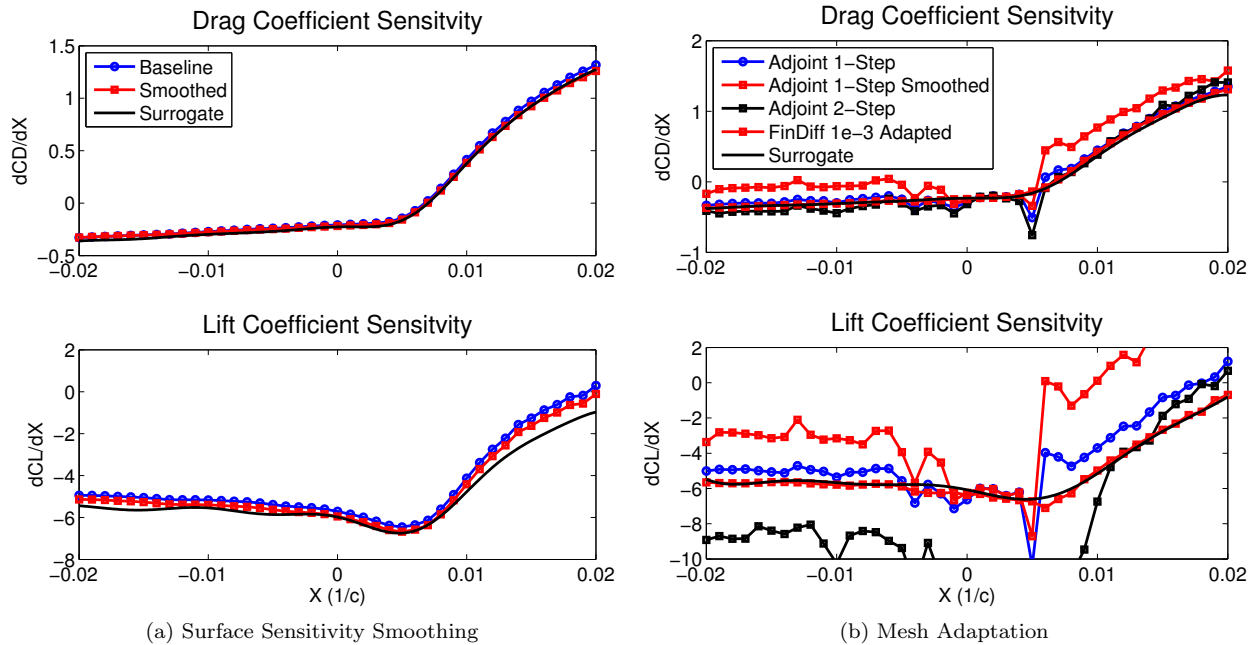 Drag Coefficient Sensitvity
1.5
1
0.5
0
−0.5
dCD/dX
Baseline
Smoothed
Surrogate
−0.02
−0.01
0
0.01
0.02
Lift Coefficient Sensitvity
2
0
−2
−4
−6
−8
dCL/dX
−0.02
−0.01
0
0.01
0.02
X (1/c)
(a) Surface Sensitivity Smoothing
Drag Coefficient Sensitvity
2
1
0
−1
dCD/dX
Adjoint 1−Step
Adjoint 1−Step Smoothed
Adjoint 2−Step
FinDiff 1e−3 Adapted
Surrogate
−0.02
−0.01
0
0.01
0.02
Lift Coefficient Sensitvity
2
0
−2
−4
−6
−8
−10
dCL/dX
−0.02
−0.01
0
0.01
0.02
X (1/c)
(b) Mesh Adaptation